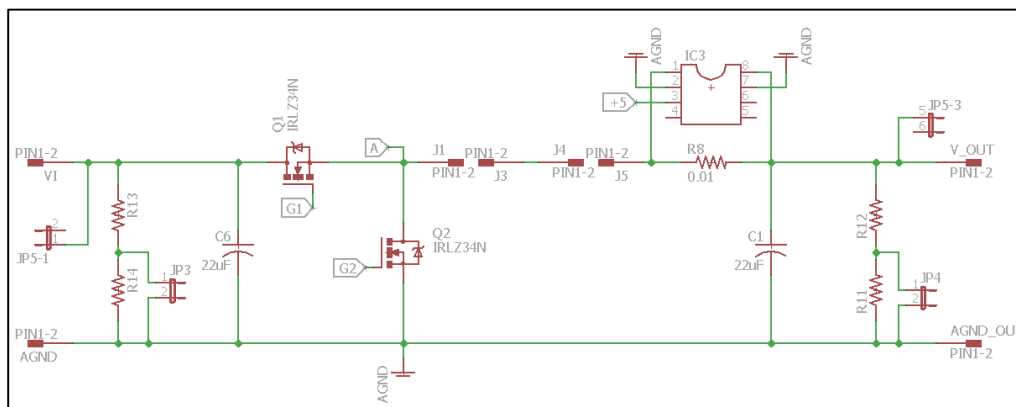 AGND
IC3
AGND
1
2
3
4
8
7
6
5
+5
Q1
IRLZ34N
A
G1
PIN1-2
VI
J1
PIN1-2
PIN1-2
J3
J4
PIN1-2
PIN1-2
J5
R8
0.01
5
6
JP5-3
V_OUT
PIN1-2
2
1
JP5-1
R13
R14
1
2
JP3
C6
22uF
G2
Q2
IRLZ34N
C1
22uF
R12
R11
1
2
JP4
PIN1-2
AGND
AGND
AGND_OUT
PIN1-2